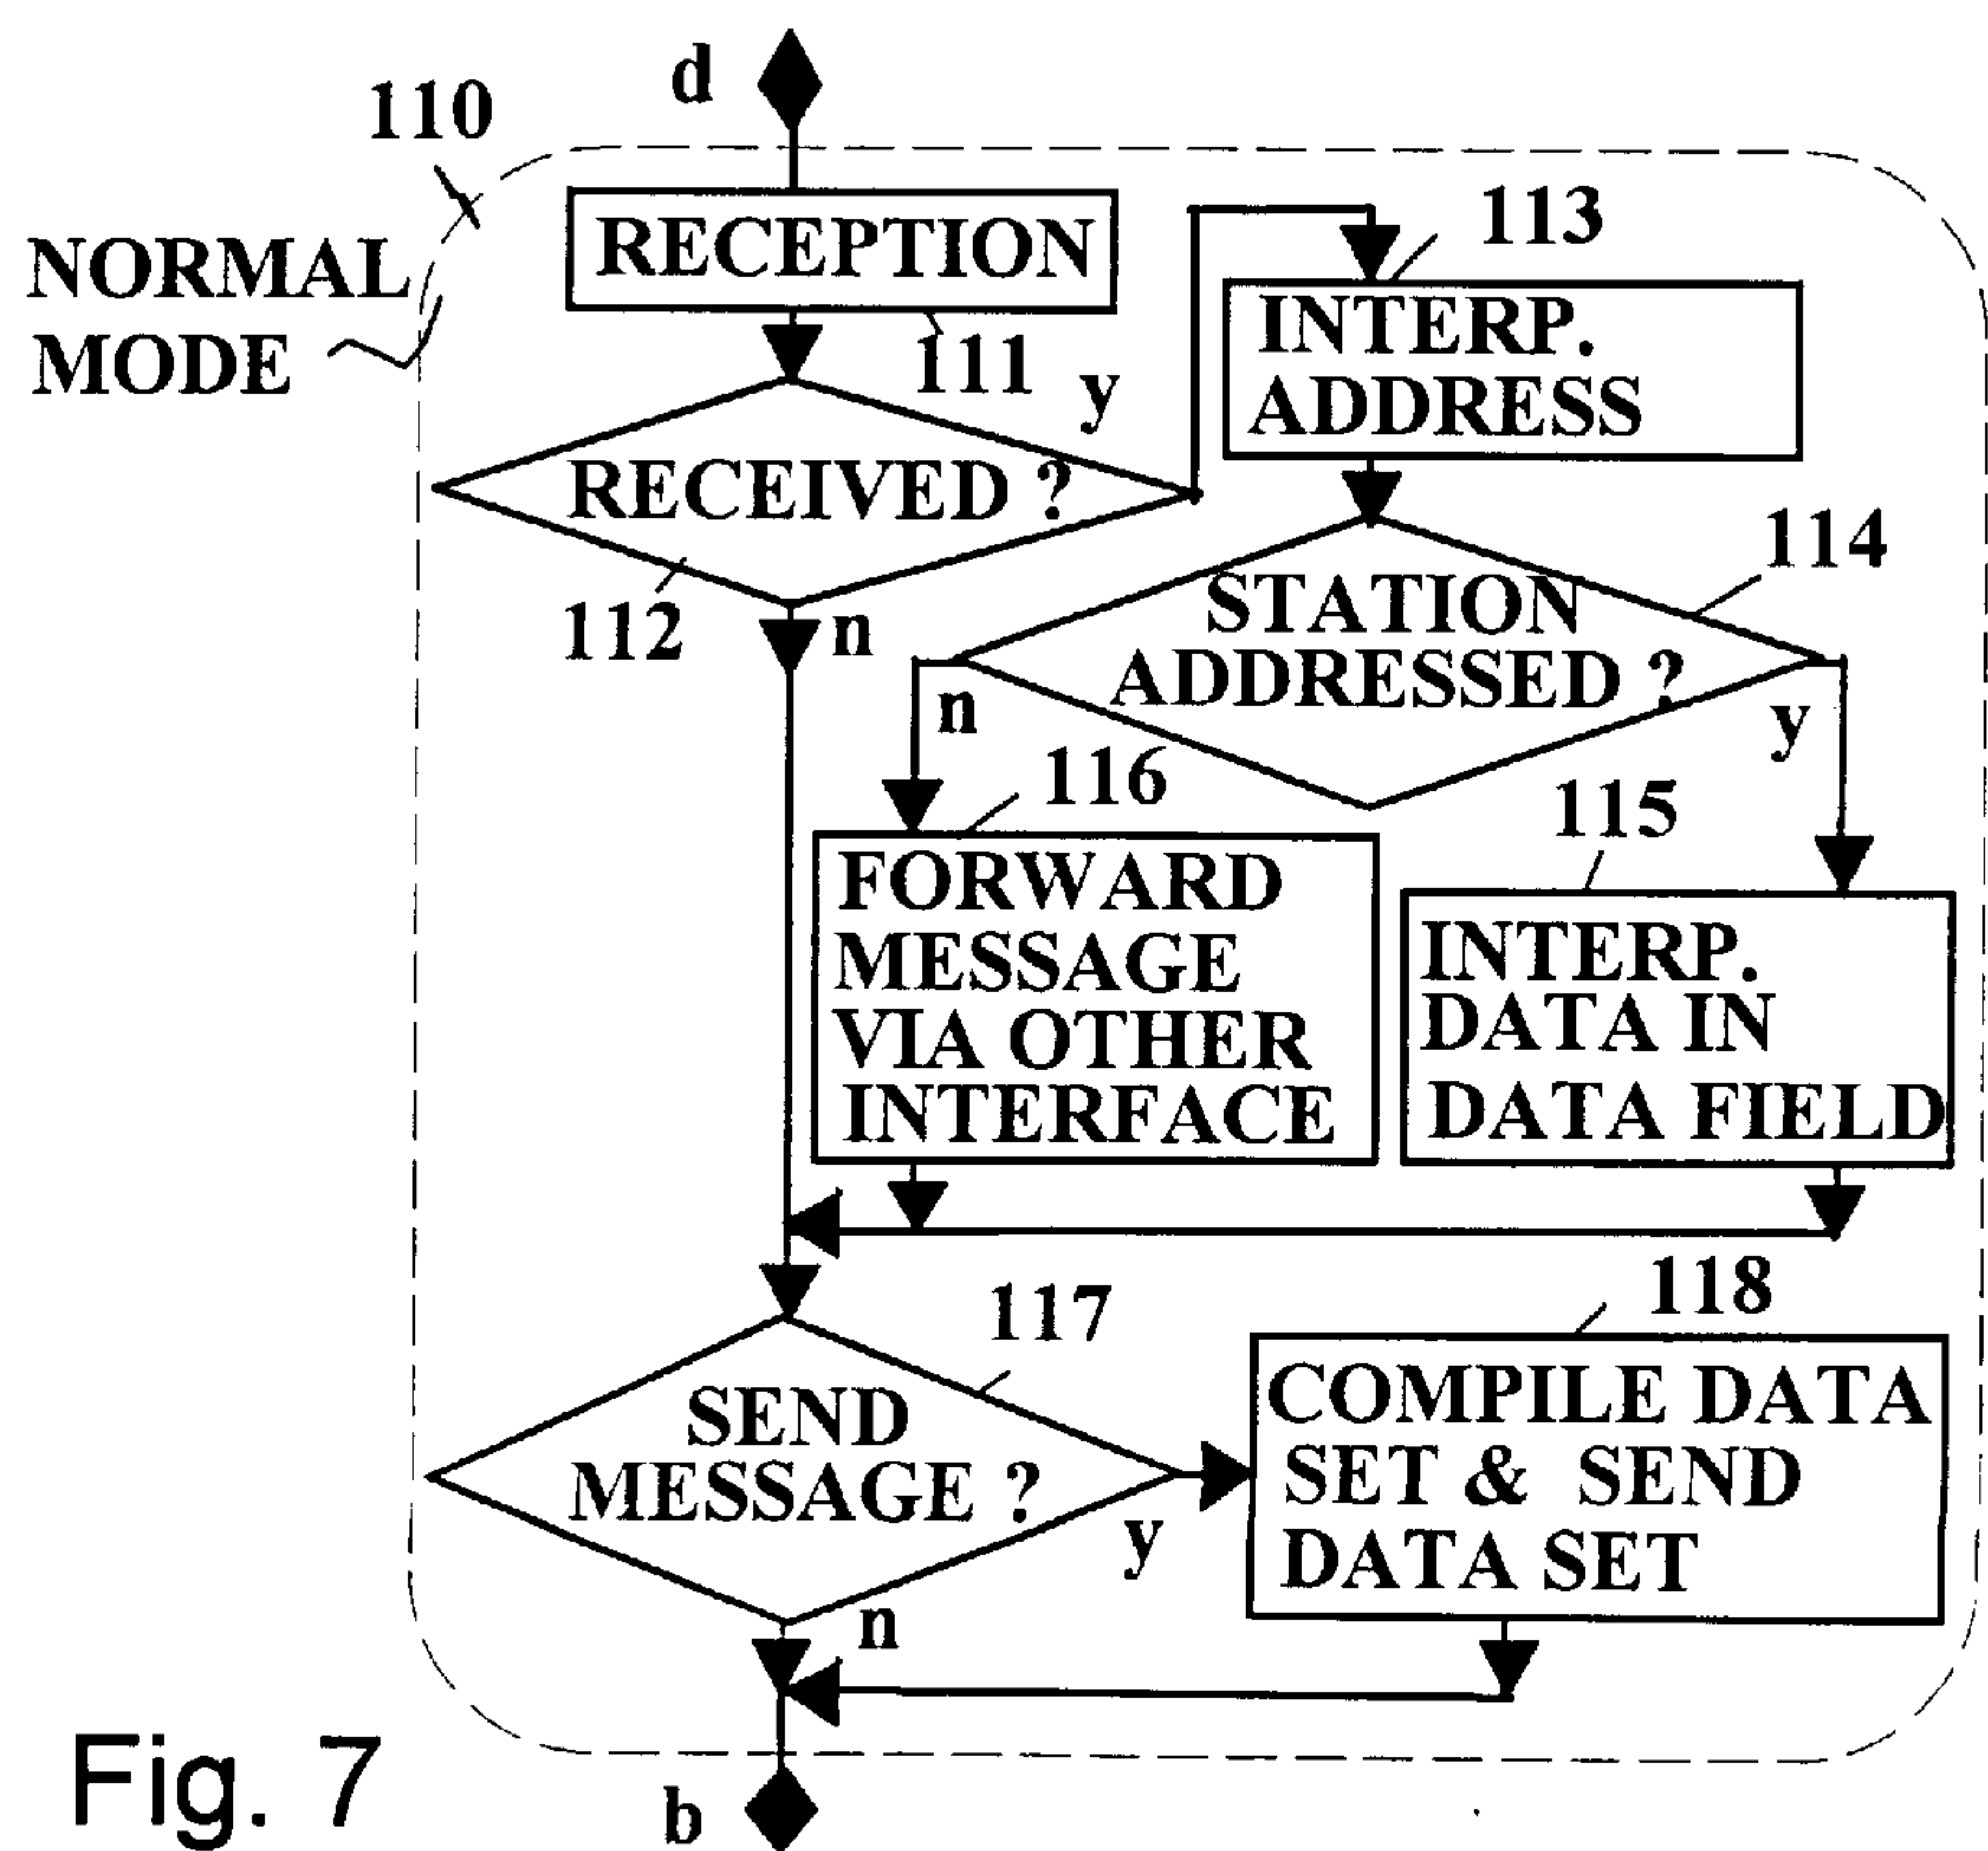 d
110
RECEPTION
113
NORMAL
MODE
INTERP.
ADDRESS
111
y
RECEIVED ?
114
112
n
STATION
ADDRESSED ?
n
y
116
115
FORWARD
MESSAGE
VIA OTHER
INTERFACE
INTERP.
DATA IN
DATA FIELD
118
117
SEND
MESSAGE ?
COMPILE DATA
SET & SEND
DATA SET
y
n
Fig. 7
b